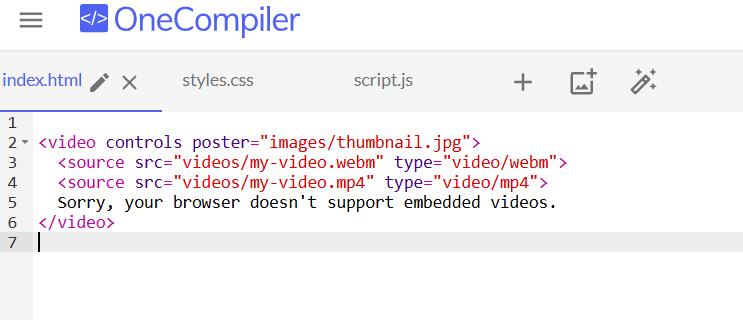 </> OneCompiler
index.html styles.css script.js
1
2 <video controls poster="images/thumbnail.jpg">
3 <source src="videos/my-video.webm" type="video/webm">
4 <source src="videos/my-video.mp4" type="video/mp4">
5 Sorry, your browser doesn't support embedded videos.
6 </video>
7